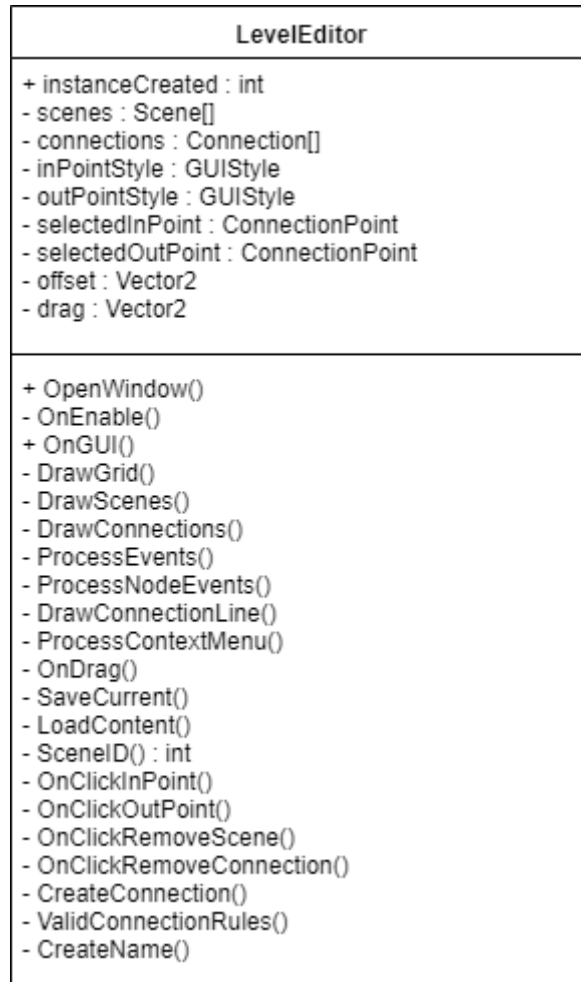 LevelEditor
+ instanceCreated : int
- scenes : Scene[]
- connections : Connection[]
- inPointStyle : GUIStyle
- outPointStyle : GUIStyle
- selectedInPoint : ConnectionPoint
- selectedOutPoint : ConnectionPoint
- offset : Vector2
- drag : Vector2
+ OpenWindow()
- OnEnable()
+ OnGUI()
- DrawGrid()
- DrawScenes()
- DrawConnections()
- ProcessEvents()
- ProcessNodeEvents()
- DrawConnectionLine()
- ProcessContextMenu()
- OnDrag()
- SaveCurrent()
- LoadContent()
- SceneID() : int
- OnClickInPoint()
- OnClickOutPoint()
- OnClickRemoveScene()
- OnClickRemoveConnection()
- CreateConnection()
- ValidConnectionRules()
- CreateName()